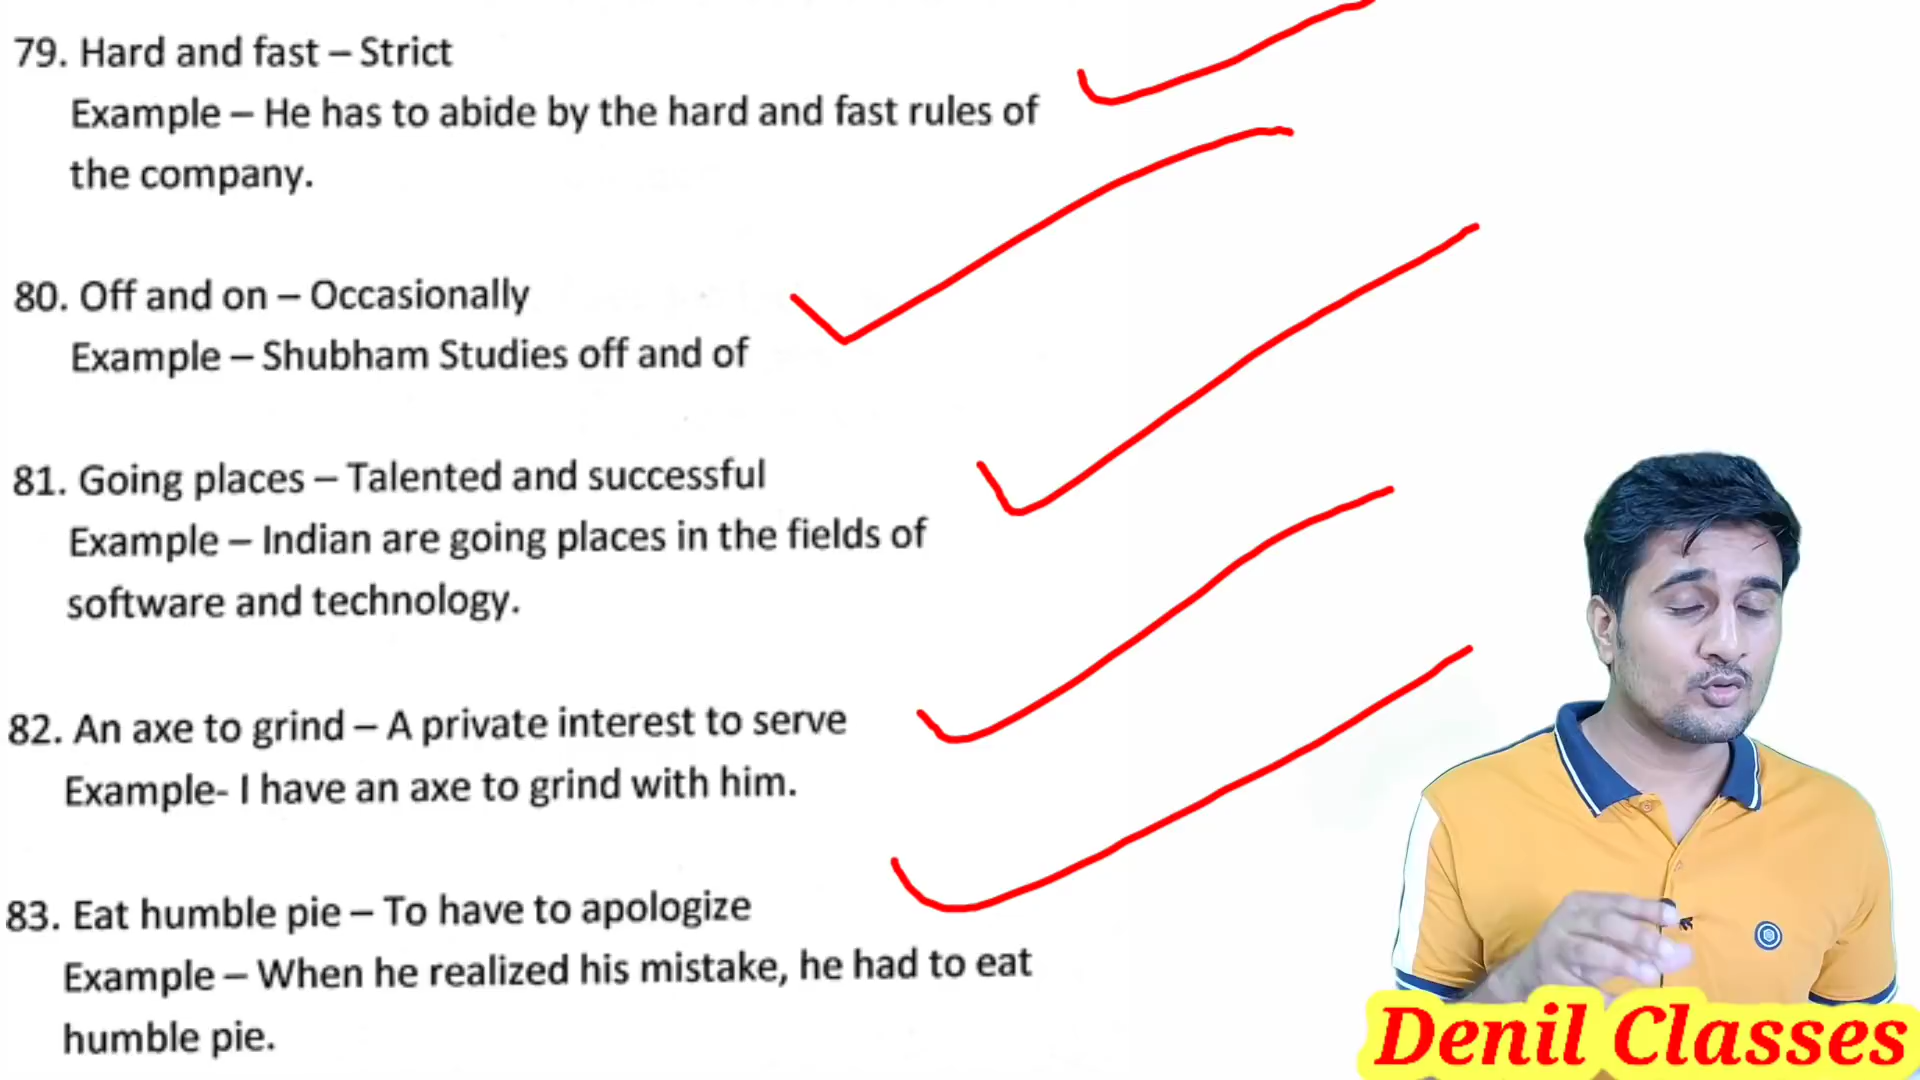 79. Hard and fast – Strict
Example – He has to abide by the hard and fast rules of
the company.
80. Off and on – Occasionally
Example – Shubham Studies off and of
81. Going places – Talented and successful
Example – Indian are going places in the fields of
software and technology.
82. An axe to grind – A private interest to serve
Example- I have an axe to grind with him.
83. Eat humble pie – To have to apologize
Example – When he realized his mistake, he had to eat
humble pie.
Denil Classes